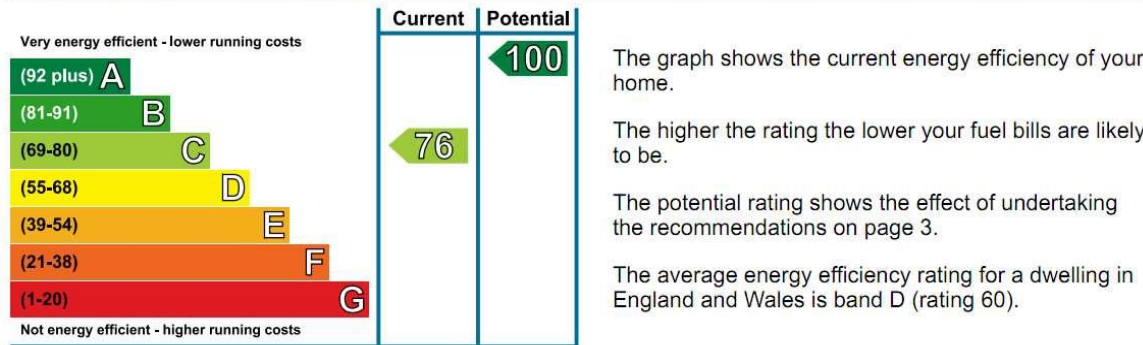 Current Potential
Very energy efficient - lower running costs
(92 plus) A
100
(81-91) B
(69-80) C
76
(55-68) D
(39-54) E
(21-38) F
(1-20) G
Not energy efficient - higher running costs
The graph shows the current energy efficiency of your
home.
The higher the rating the lower your fuel bills are likely
to be.
The potential rating shows the effect of undertaking
the recommendations on page 3.
The average energy efficiency rating for a dwelling in
England and Wales is band D (rating 60).